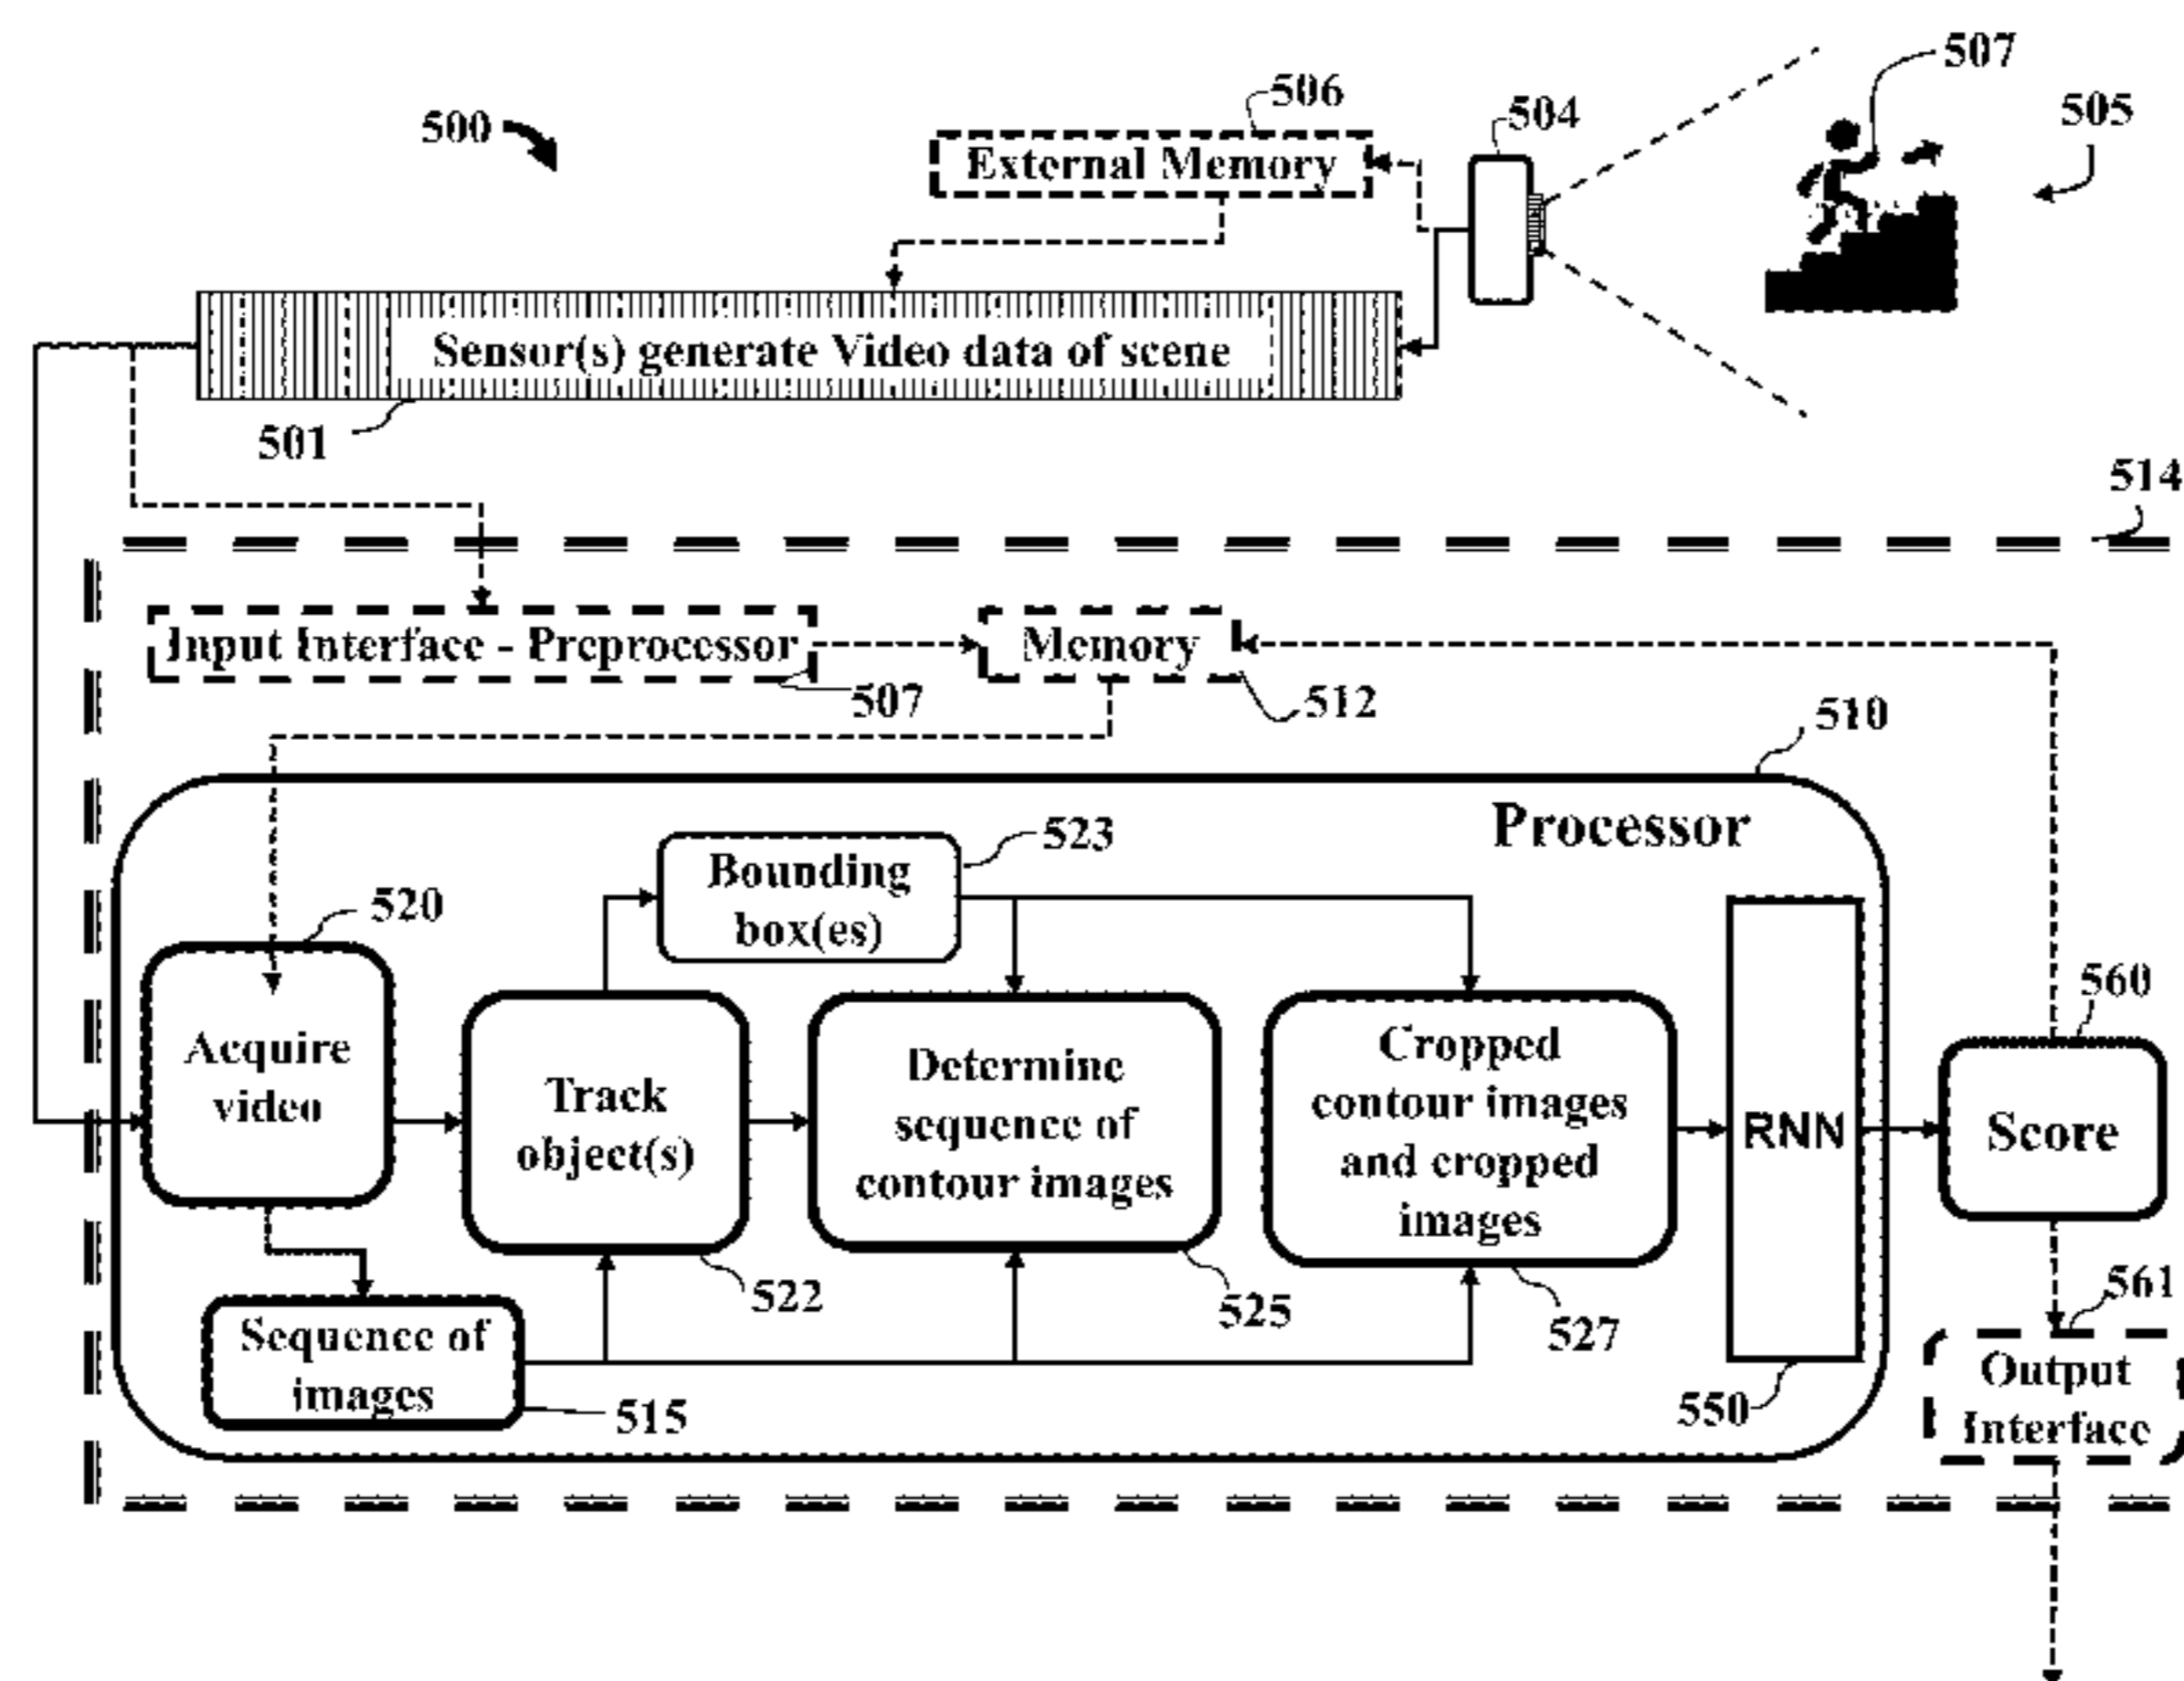 507
506
504
505
500
External Memory
Sensor(s) generate Video data of scene
501
514
Input Interface - Preprocessor
Memory
507
512
510
Processor
523
Bounding
box(es)
520
560
Acquire
video
Track
object(s)
Determine
sequence of
contour images
Cropped
contour images
and cropped
images
RNN
Score
522
525
527
561
Sequence of
images
515
550
Output
Interface